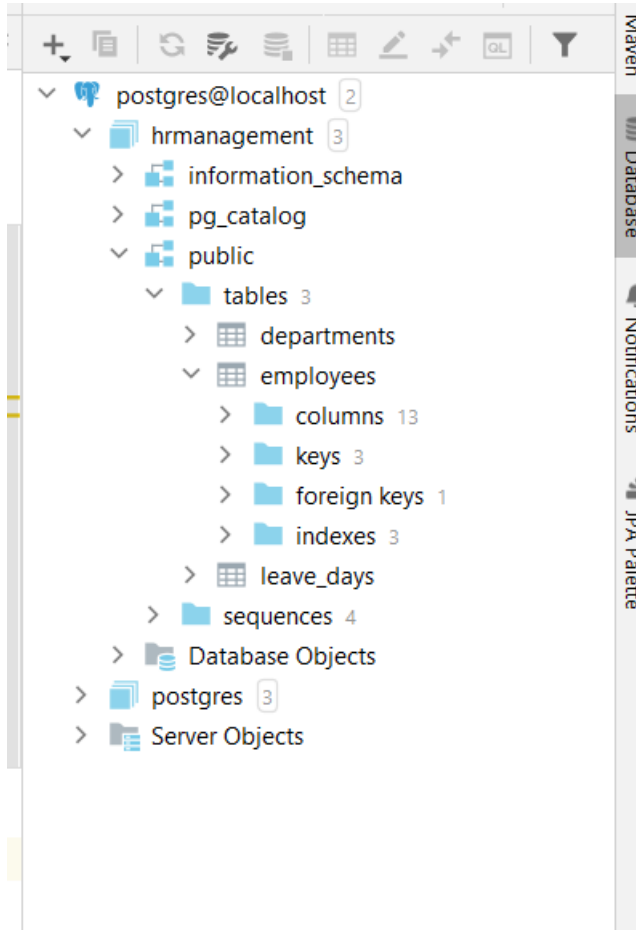 QL
postgres@localhost 2
hrmanagement 3
information_schema
pg_catalog
public
tables 3
departments
employees
columns 13
keys 3
foreign keys 1
indexes 3
leave_days
sequences 4
Database Objects
postgres 3
Server Objects
Maven
Database
Notifications
JPA Palette